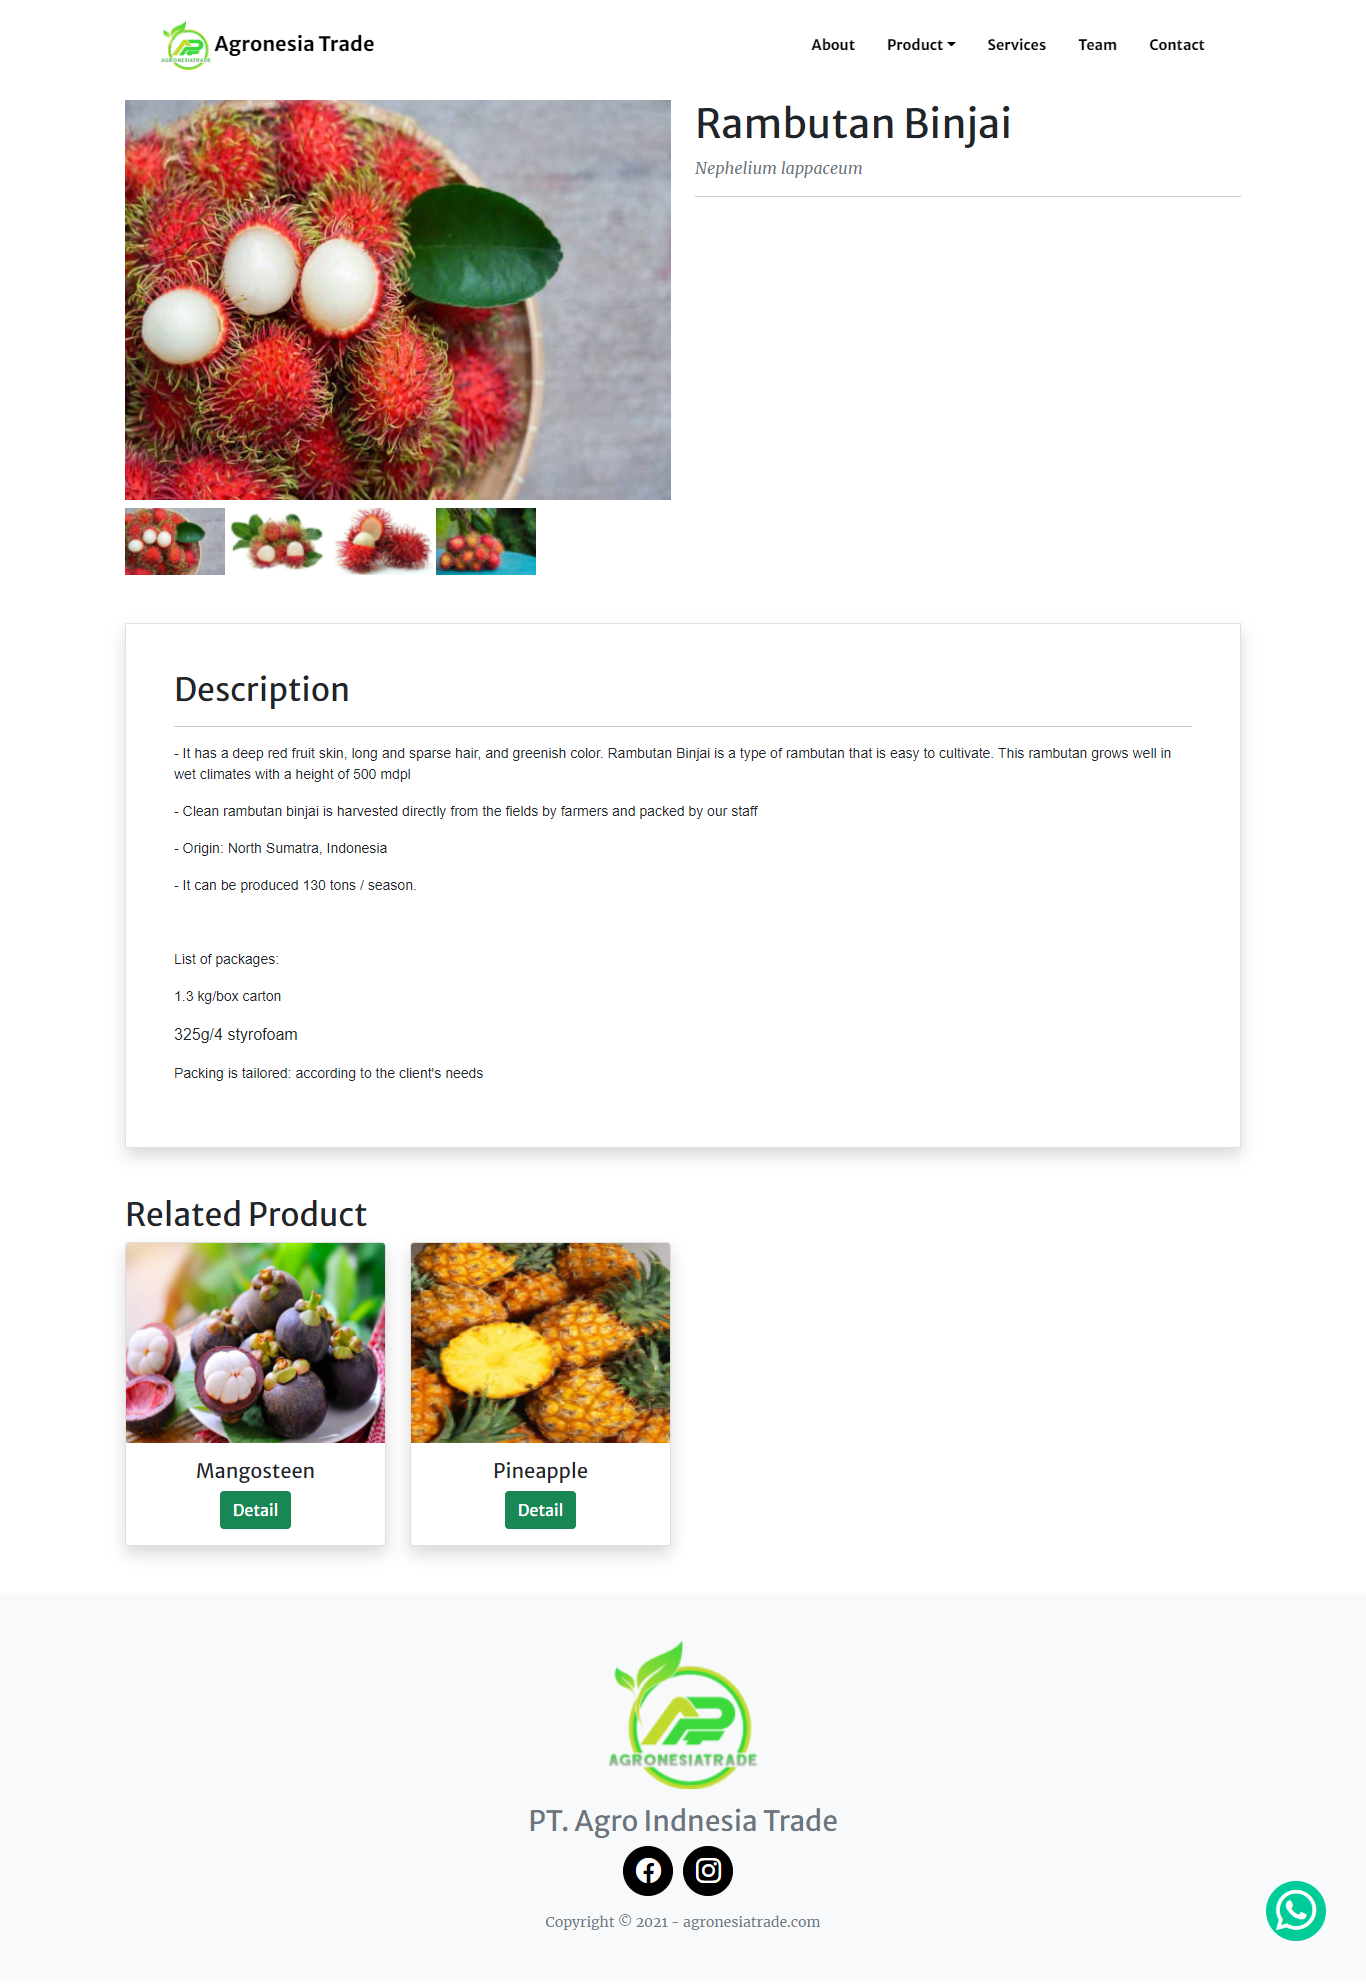 AGRONESIATRADE
Agronesia Trade
About
Product
Services
Team
Contact
Rambutan Binjai
Nephelium lappaceum
Description
- It has a deep red fruit skin, long and sparse hair, and greenish color. Rambutan Binjai is a type of rambutan that is easy to cultivate. This rambutan grows well in
wet climates with a height of 500 mdpl
- Clean rambutan binjai is harvested directly from the fields by farmers and packed by our staff
- Origin: North Sumatra, Indonesia
- It can be produced 130 tons / season.
List of packages:
1.3 kg/box carton
325g/4 styrofoam
Packing is tailored: according to the client's needs
Related Product
Mangosteen
Detail
Pineapple
Detail
AGRONESIATRADE
PT. Agro Indnesia Trade
Copyright © 2021 - agronesiatrade.com